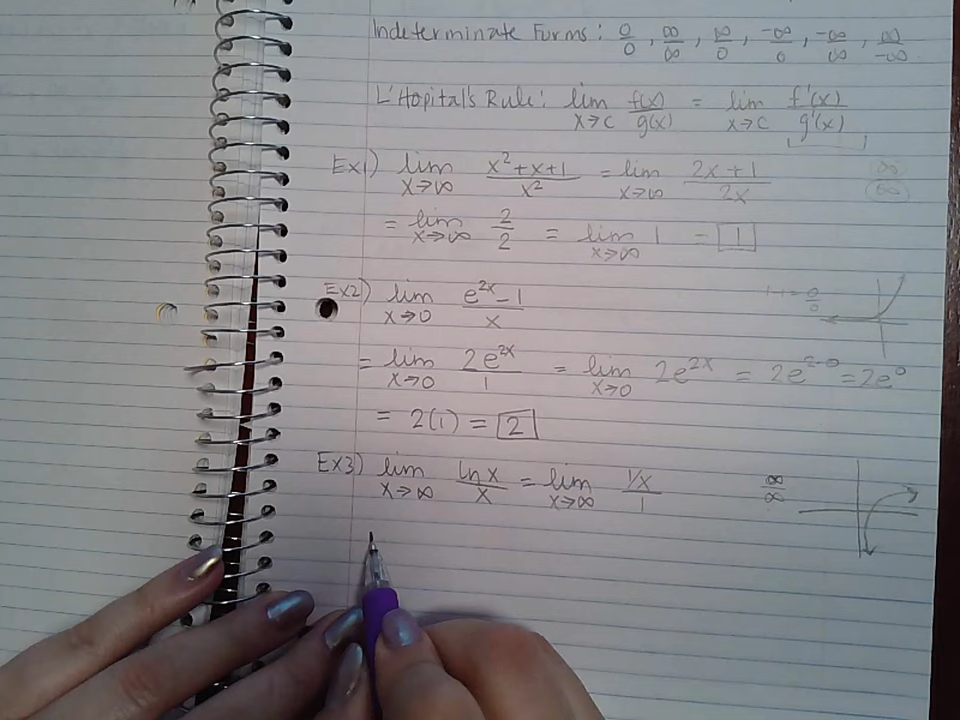 Indeterminate Forms: 0/0, ∞/∞, ∞/0, -∞/0, -∞/∞, ∞/-∞
L'Hopital's Rule: lim x→c f(x)/g(x) = lim x→c f'(x)/g'(x)
Ex1) lim x→∞ (x²+x+1)/x² = lim x→∞ (2x+1)/2x ∞/∞
= lim x→∞ 2/2 = lim x→∞ 1 = 1
Ex2) lim x→0 (e^2x - 1)/x 0/0
= lim x→0 2e^2x/1 = lim x→0 2e^2x = 2e^2·0 = 2e^0
= 2(1) = 2
Ex3) lim x→∞ ln x/x = lim x→∞ (1/x)/1 ∞/∞